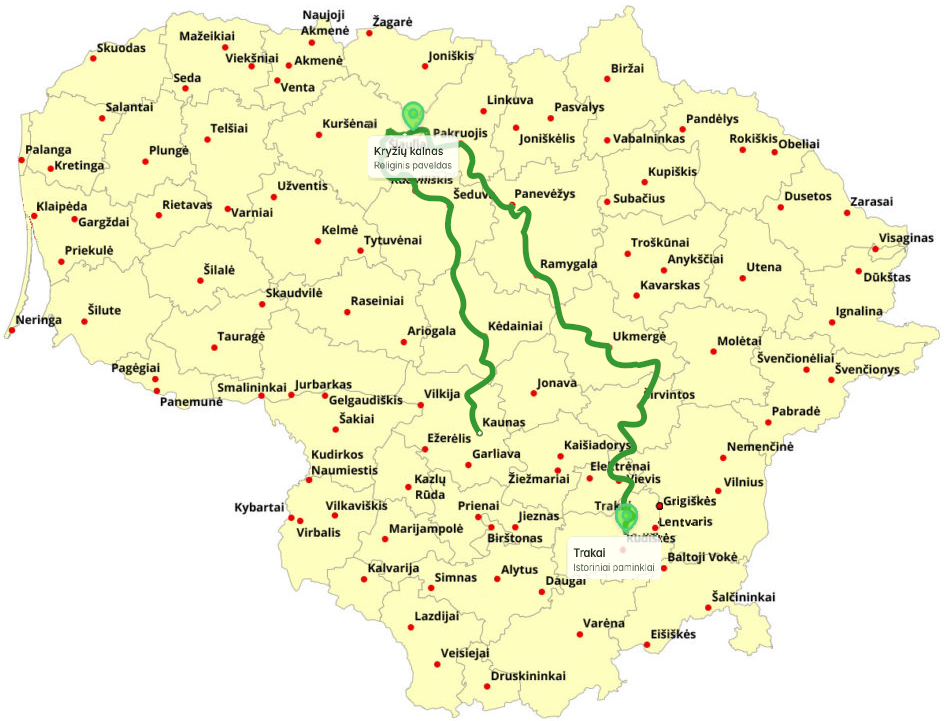 Naujoji
Akmenė
Žagarė
Mažeikiai
Skuodas
Viekšniai
Akmenė
Joniškis
Biržai
Seda
Venta
Salantai
Linkuva
Pasvalys
Telšiai
Kuršėnai
Pakruojis
Joniškėlis
Vabalninkas
Pandėlys
Rokiškis
Obeliai
Palanga
Kretinga
Plungė
Kryžių kalnas
Religinis paveldas
Kupiškis
Užventis
Šeduva
Panevėžys
Subačius
Dusetos
Zarasai
Klaipėda
Gargždai
Rietavas
Varniai
Kelmė
Tytuvėnai
Troškūnai
Visaginas
Priekulė
Šilalė
Ramygala
Anykščiai
Utena
Dūkštas
Kavarskas
Skaudvilė
Raseiniai
Neringa
Šilute
Ignalina
Tauragė
Ariogala
Kėdainiai
Ukmergė
Molėtai
Švenčionėliai
Švenčionys
Pagėgiai
Panemunė
Smalininkai
Jurbarkas
Gelgaudiškis
Vilkija
Jonava
Širvintos
Šakiai
Kaunas
Pabradė
Ežerėlis
Garliava
Kaišiadorys
Nemenčinė
Kudirkos
Naumiestis
Elektrėnai
Žiežmariai
Vievis
Kazlų
Rūda
Vilnius
Kybartai
Virbalis
Vilkaviškis
Prienai
Jieznas
Trakai
Grigiškės
Lentvaris
Marijampolė
Birštonas
Rūdiškės
Trakai
Istoriniai paminklai
Baltoji Vokė
Kalvarija
Simnas
Alytus
Daugai
Šalčininkai
Lazdijai
Varėna
Eišiškės
Veisiejai
Druskininkai